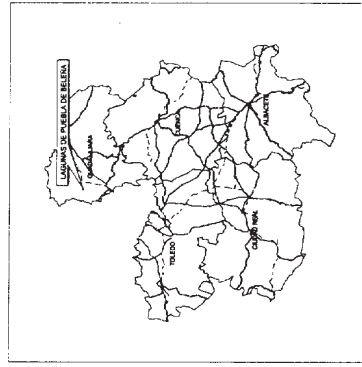 LAGUNAS DE PUEBLA DE BELEÑA
GUADALAJARA
CUENCA
TOLEDO
CIUDAD REAL
ALBACETE